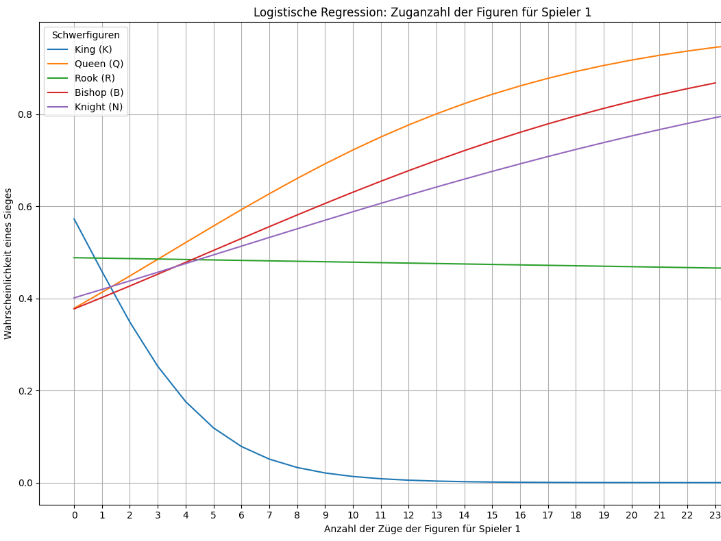 Logistische Regression: Zuganzahl der Figuren für Spieler 1
Schwerfiguren
King (K)
Queen (Q)
Rook (R)
Bishop (B)
Knight (N)
Wahrscheinlichkeit eines Sieges
0.8
0.6
0.4
0.2
0.0
0 1 2 3 4 5 6 7 8 9 10 11 12 13 14 15 16 17 18 19 20 21 22 23
Anzahl der Züge der Figuren für Spieler 1